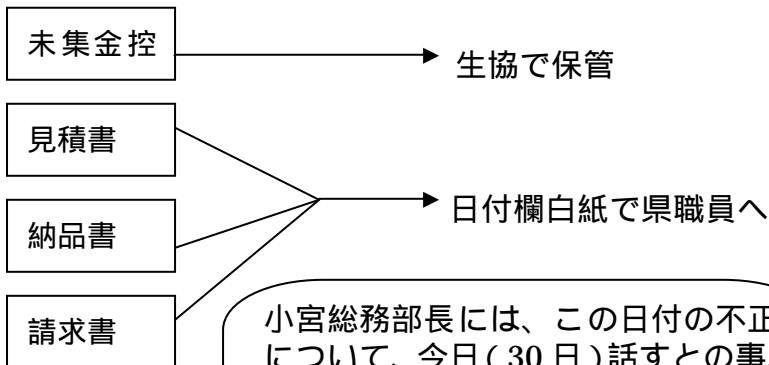 未集金控
生協で保管
見積書
納品書
請求書
日付欄白紙で県職員へ
小宮総務部長には、この日付の不正
について、今日(30日)話すとの事